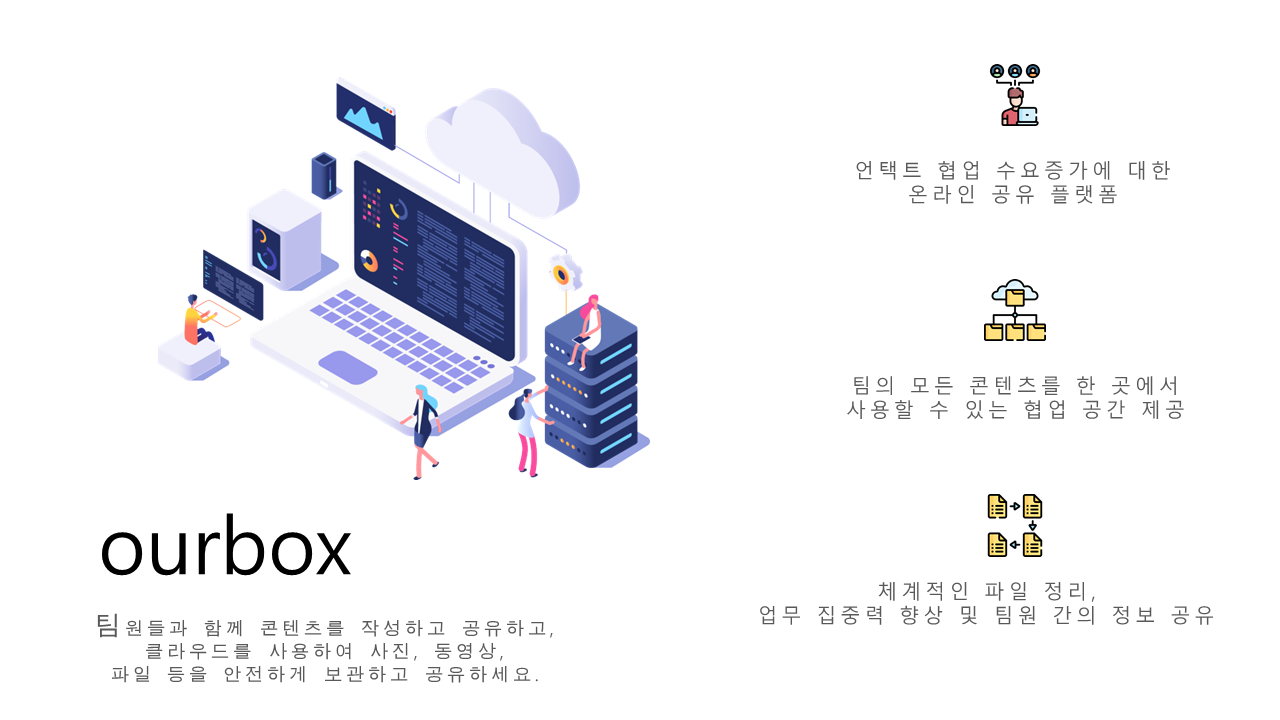 ourbox
팀원들과 함께 콘텐츠를 작성하고 공유하고,
클라우드를 사용하여 사진, 동영상,
파일 등을 안전하게 보관하고 공유하세요.
언택트 협업 수요증가에 대한
온라인 공유 플랫폼
팀의 모든 콘텐츠를 한 곳에서
사용할 수 있는 협업 공간 제공
체계적인 파일 정리,
업무 집중력 향상 및 팀원 간의 정보 공유